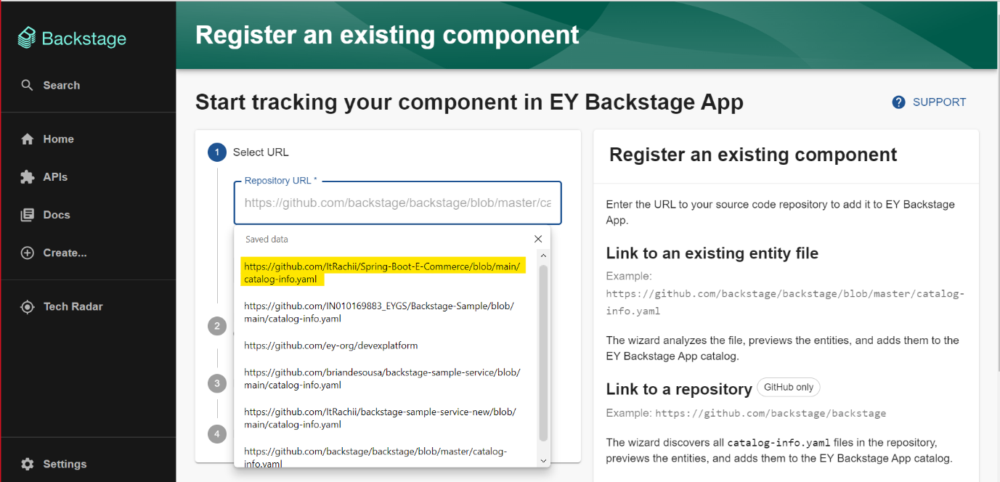 Backstage
Search
Home
APIs
Docs
Create...
Tech Radar
Settings
Register an existing component
Start tracking your component in EY Backstage App
SUPPORT
1 Select URL
Repository URL *
https://github.com/backstage/backstage/blob/master/ca
Saved data
https://github.com/ItRachii/Spring-Boot-E-Commerce/blob/main/
catalog-info.yaml
https://github.com/IN010169883_EYGS/Backstage-Sample/blob/
main/catalog-info.yaml
https://github.com/ey-org/devexplatform
https://github.com/briandesousa/backstage-sample-service/blob/
main/catalog-info.yaml
https://github.com/ItRachii/backstage-sample-service-new/blob/
main/catalog-info.yaml
https://github.com/backstage/backstage/blob/master/catalog-
info.yaml
2
3
4
Register an existing component
Enter the URL to your source code repository to add it to EY Backstage
App.
Link to an existing entity file
Example:
https://github.com/backstage/backstage/blob/master/catalog-
info.yaml
The wizard analyzes the file, previews the entities, and adds them to the
EY Backstage App catalog.
Link to a repository GitHub only
Example: https://github.com/backstage/backstage
The wizard discovers all catalog-info.yaml files in the repository,
previews the entities, and adds them to the EY Backstage App catalog.